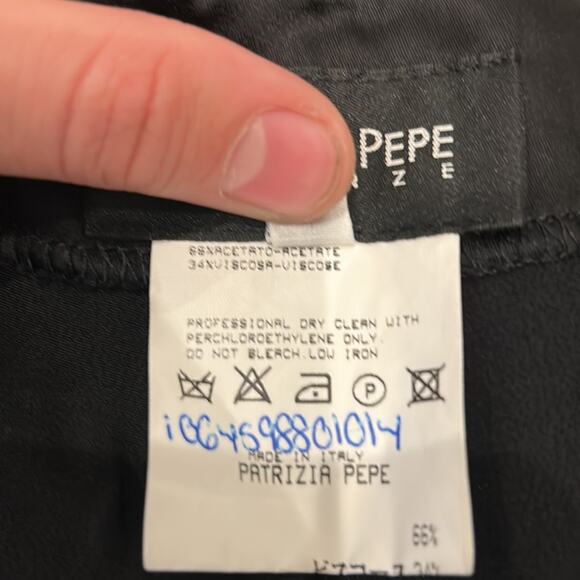 PEPE
Z E
66%ACETATO-ACETATE
34%VISCOSA-VISCOSE
PROFESSIONAL DRY CLEAN WITH
PERCHLOROETHYLENE ONLY.
DO NOT BLEACH.LOW IRON
P
i064598801014
MADE IN ITALY
PATRIZIA PEPE
66%